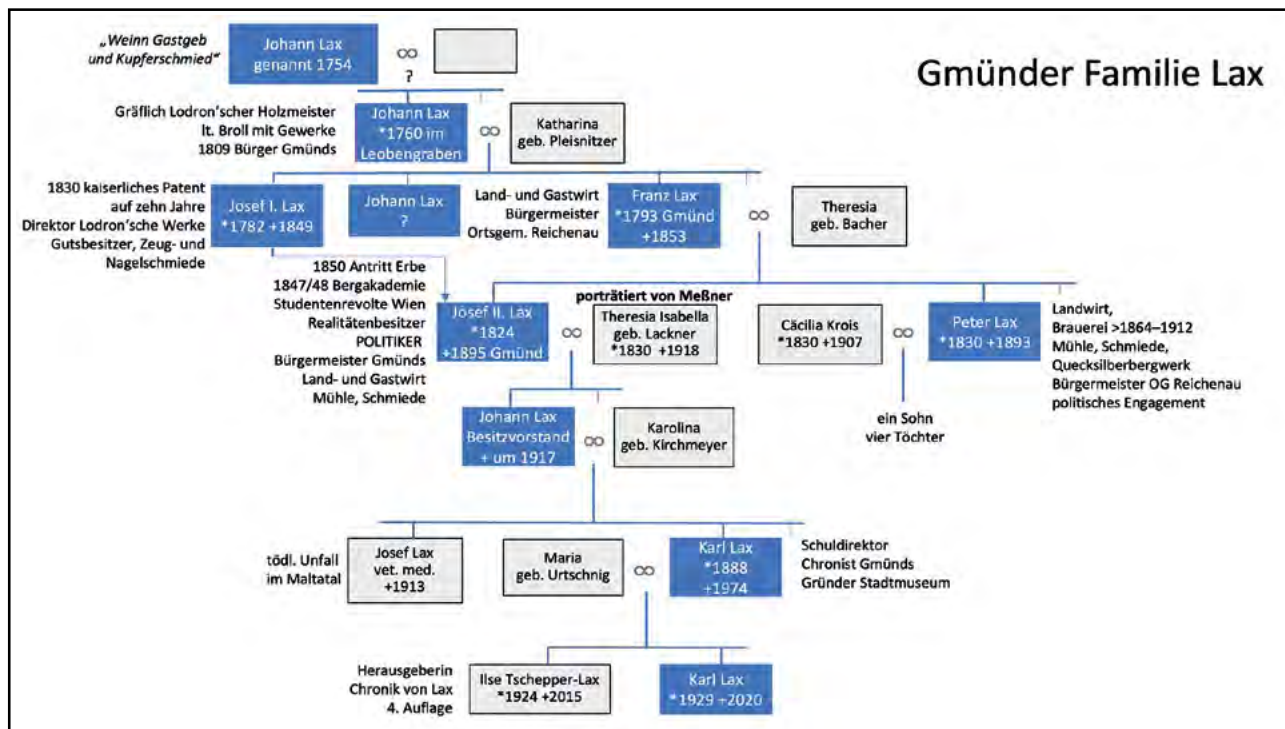 Gmünder Familie Lax
„Weinn Gastgeb
und Kupferschmied“
Johann Lax
genannt 1754
∞
?
Gräflich Lodron’scher Holzmeister
lt. Broll mit Gewerke
1809 Bürger Gmünds
Johann Lax
*1760 im
Leobengraben
∞
Katharina
geb. Pleisnitzer
1830 kaiserliches Patent
auf zehn Jahre
Direktor Lodron’sche Werke
Gutsbesitzer, Zeug- und
Nagelschmiede
Josef I. Lax
*1782 +1849
Johann Lax
?
Land- und Gastwirt
Bürgermeister
Ortsgem. Reichenau
Franz Lax
*1793 Gmünd
+1853
∞
Theresia
geb. Bacher
1850 Antritt Erbe
1847/48 Bergakademie
Studentenrevolte Wien
Realitätenbesitzer
POLITIKER
Bürgermeister Gmünds
Land- und Gastwirt
Mühle, Schmiede
Josef II. Lax
*1824
+1895 Gmünd
∞
porträtiert von Meßner
Theresia Isabella
geb. Lackner
*1830 +1918
Cäcilia Krois
*1830 +1907
∞
Peter Lax
*1830 +1893
Landwirt,
Brauerei >1864–1912
Mühle, Schmiede,
Quecksilberbergwerk
Bürgermeister OG Reichenau
politisches Engagement
ein Sohn
vier Töchter
Johann Lax
Besitzvorstand
+ um 1917
∞
Karolina
geb. Kirchmeyer
tödl. Unfall
im Maltatal
Josef Lax
vet. med.
+1913
Maria
geb. Urtschnig
∞
Karl Lax
*1888
+1974
Schuldirektor
Chronist Gmünds
Gründer Stadtmuseum
Herausgeberin
Chronik von Lax
4. Auflage
Ilse Tschepper-Lax
*1924 +2015
Karl Lax
*1929 +2020